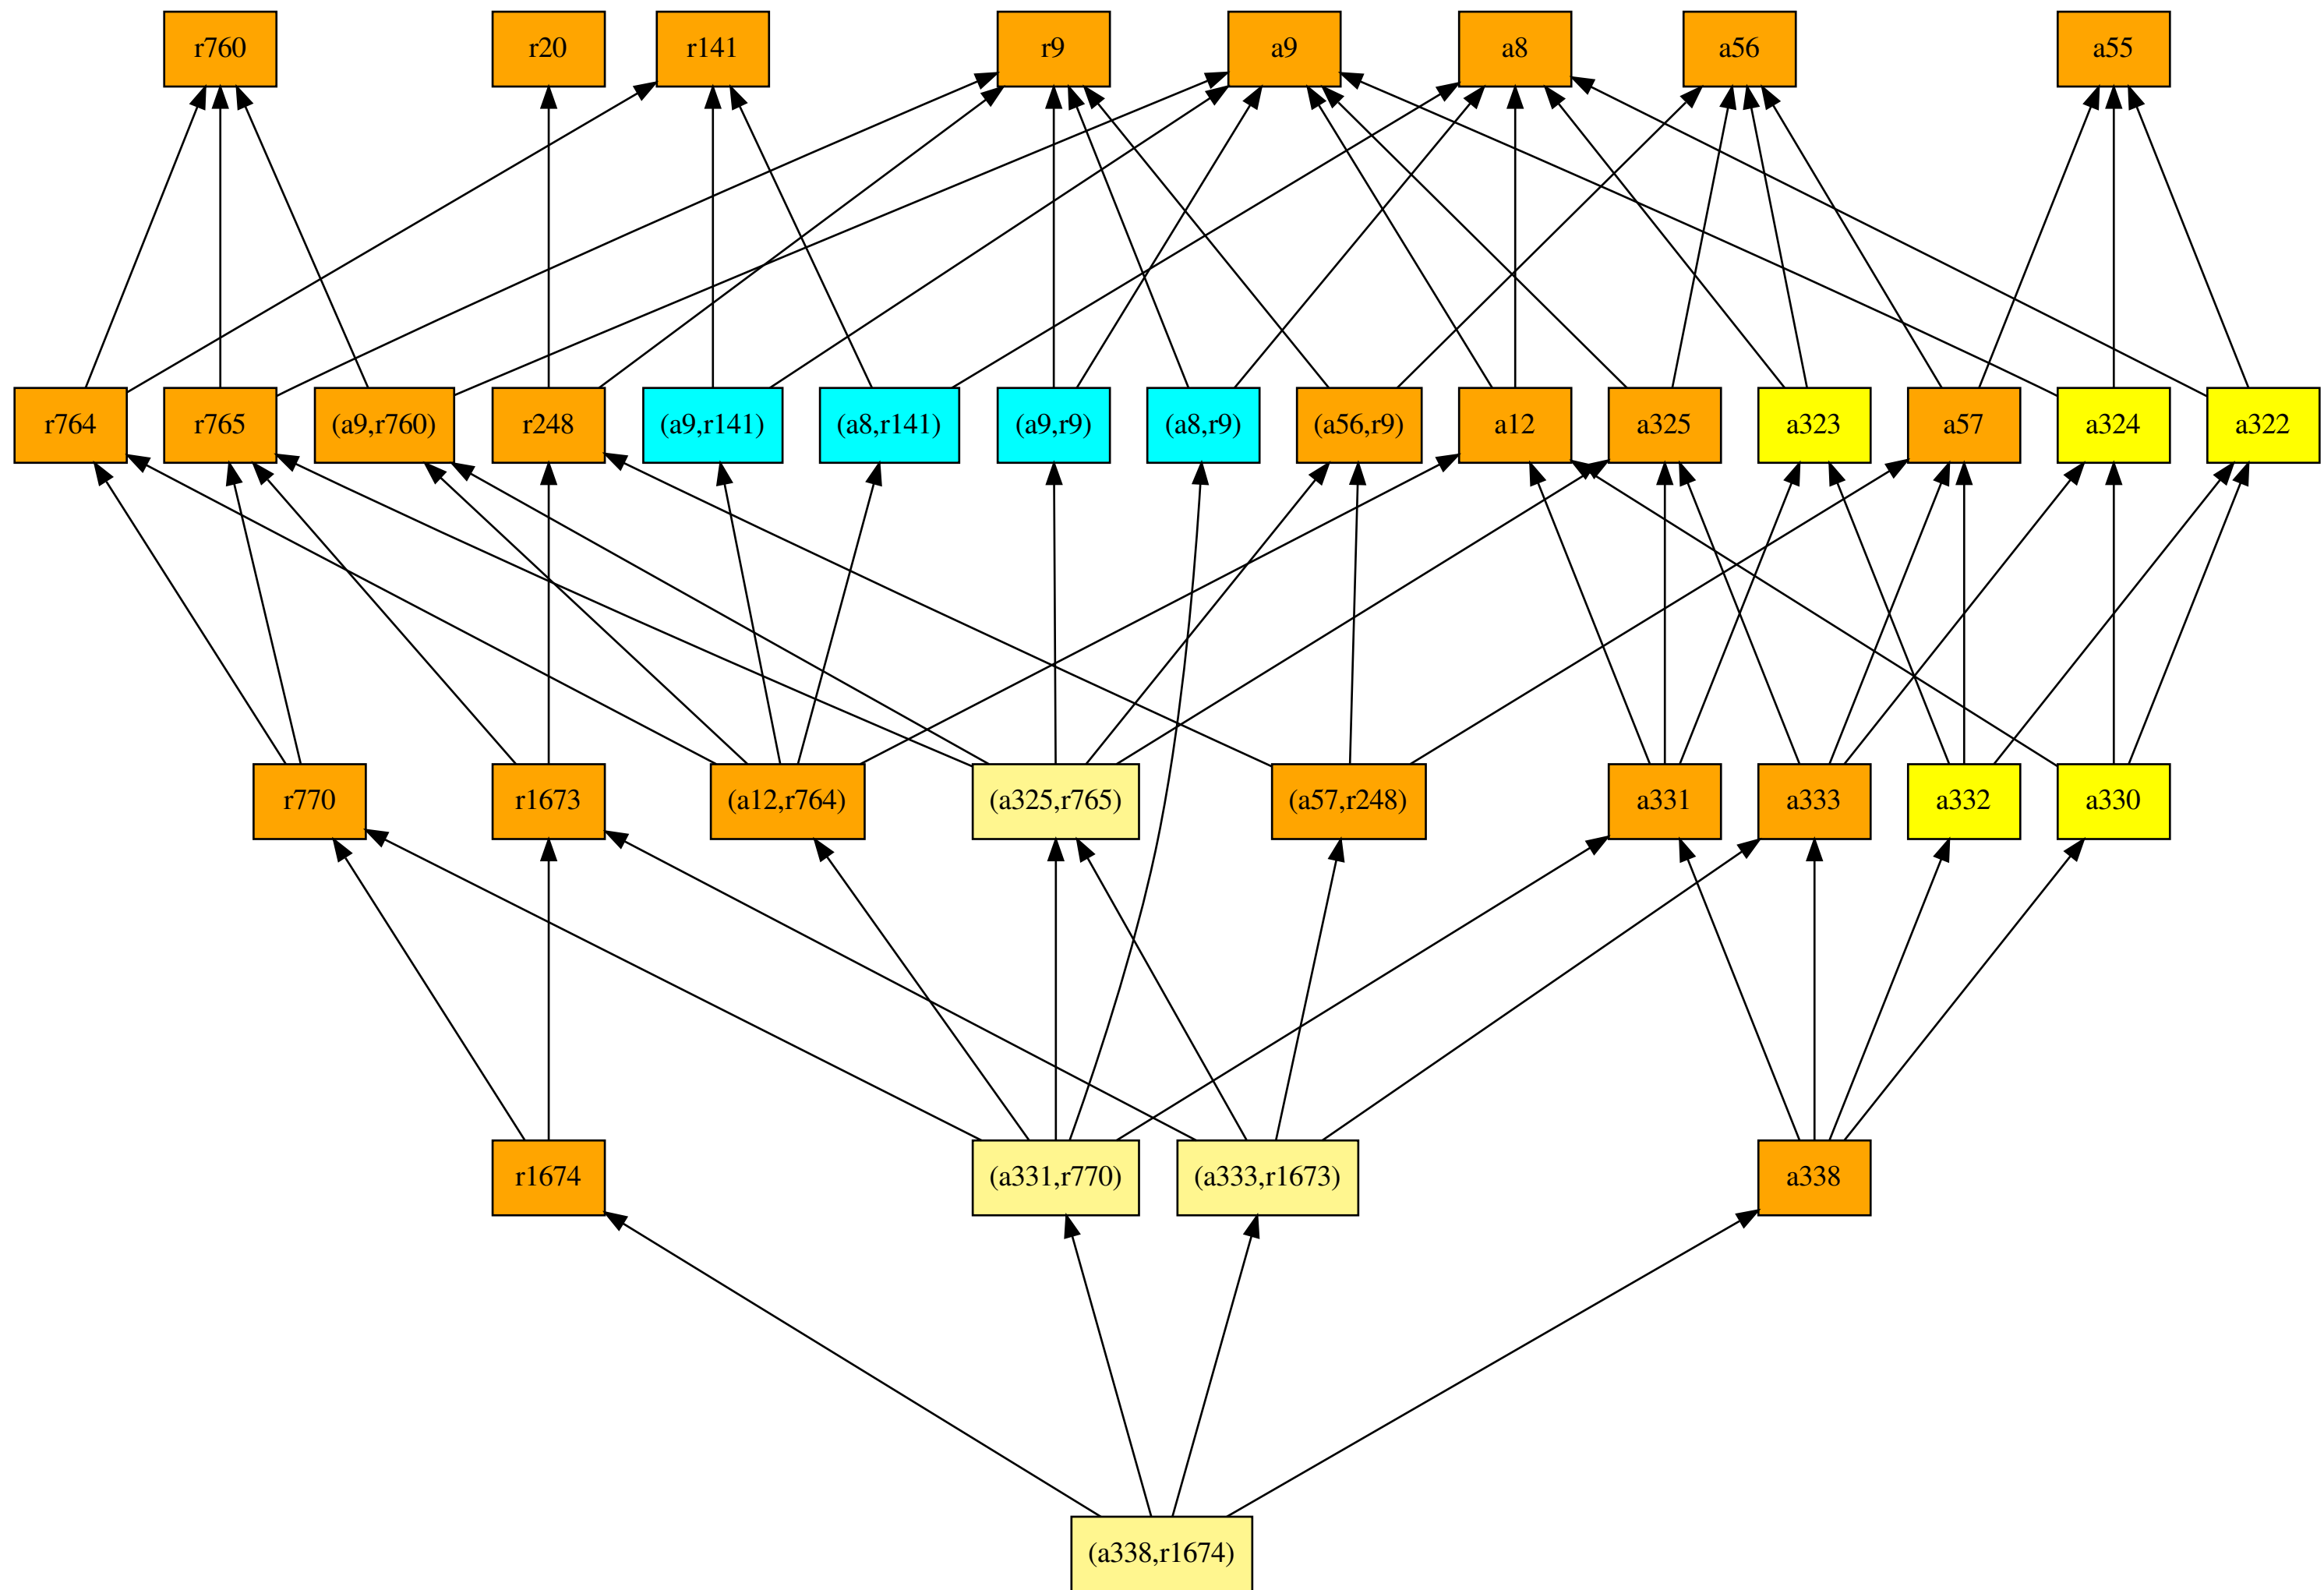 r760 r20 r141 r9 a9 a8 a56 a55
r764 r765 (a9,r760) r248 (a9,r141) (a8,r141) (a9,r9) (a8,r9) (a56,r9) a12 a325 a323 a57 a324 a322
r770 r1673 (a12,r764) (a325,r765) (a57,r248) a331 a333 a332 a330
r1674 (a331,r770) (a333,r1673) a338
(a338,r1674)